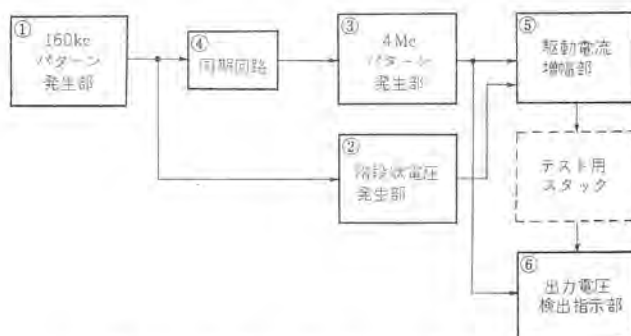 ①
160kc
パターン
発生部
④
同期回路
③
4Mc
パターン
発生部
⑤
駆動電流
増幅部
②
階段状電圧
発生部
テスト用
スタック
⑥
出力電圧
検出指示部